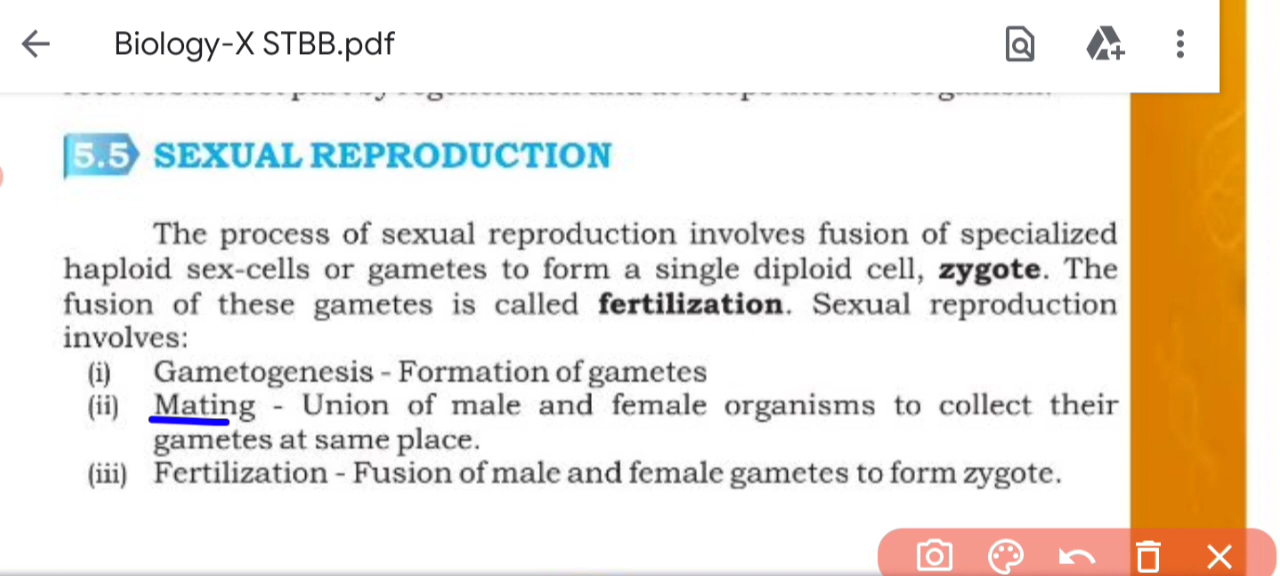 Biology-X STBB.pdf
5.5 SEXUAL REPRODUCTION
The process of sexual reproduction involves fusion of specialized
haploid sex-cells or gametes to form a single diploid cell, zygote. The
fusion of these gametes is called fertilization. Sexual reproduction
involves:
(i) Gametogenesis - Formation of gametes
(ii) Mating - Union of male and female organisms to collect their
gametes at same place.
(iii) Fertilization - Fusion of male and female gametes to form zygote.